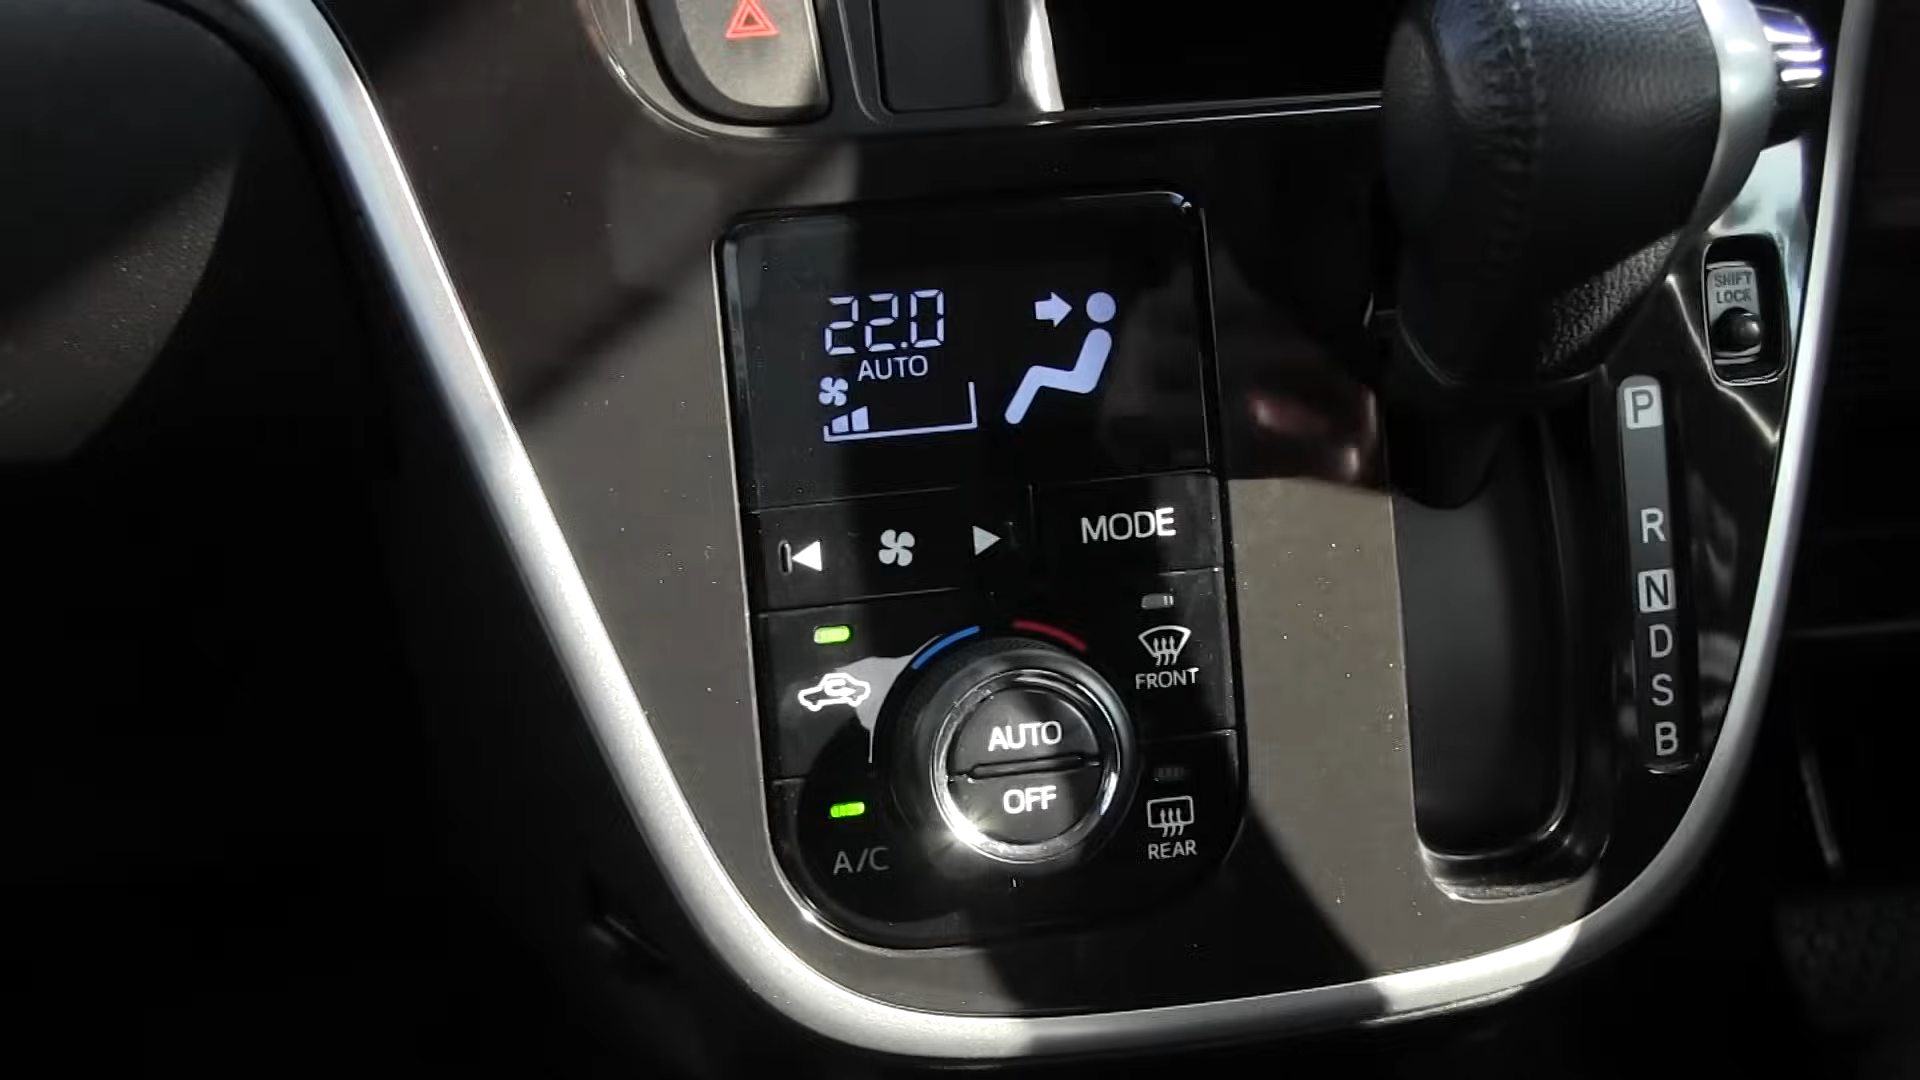 22.0
AUTO
MODE
FRONT
AUTO
OFF
A/C
REAR
SHIFT
LOCK
P
R
N
D
S
B